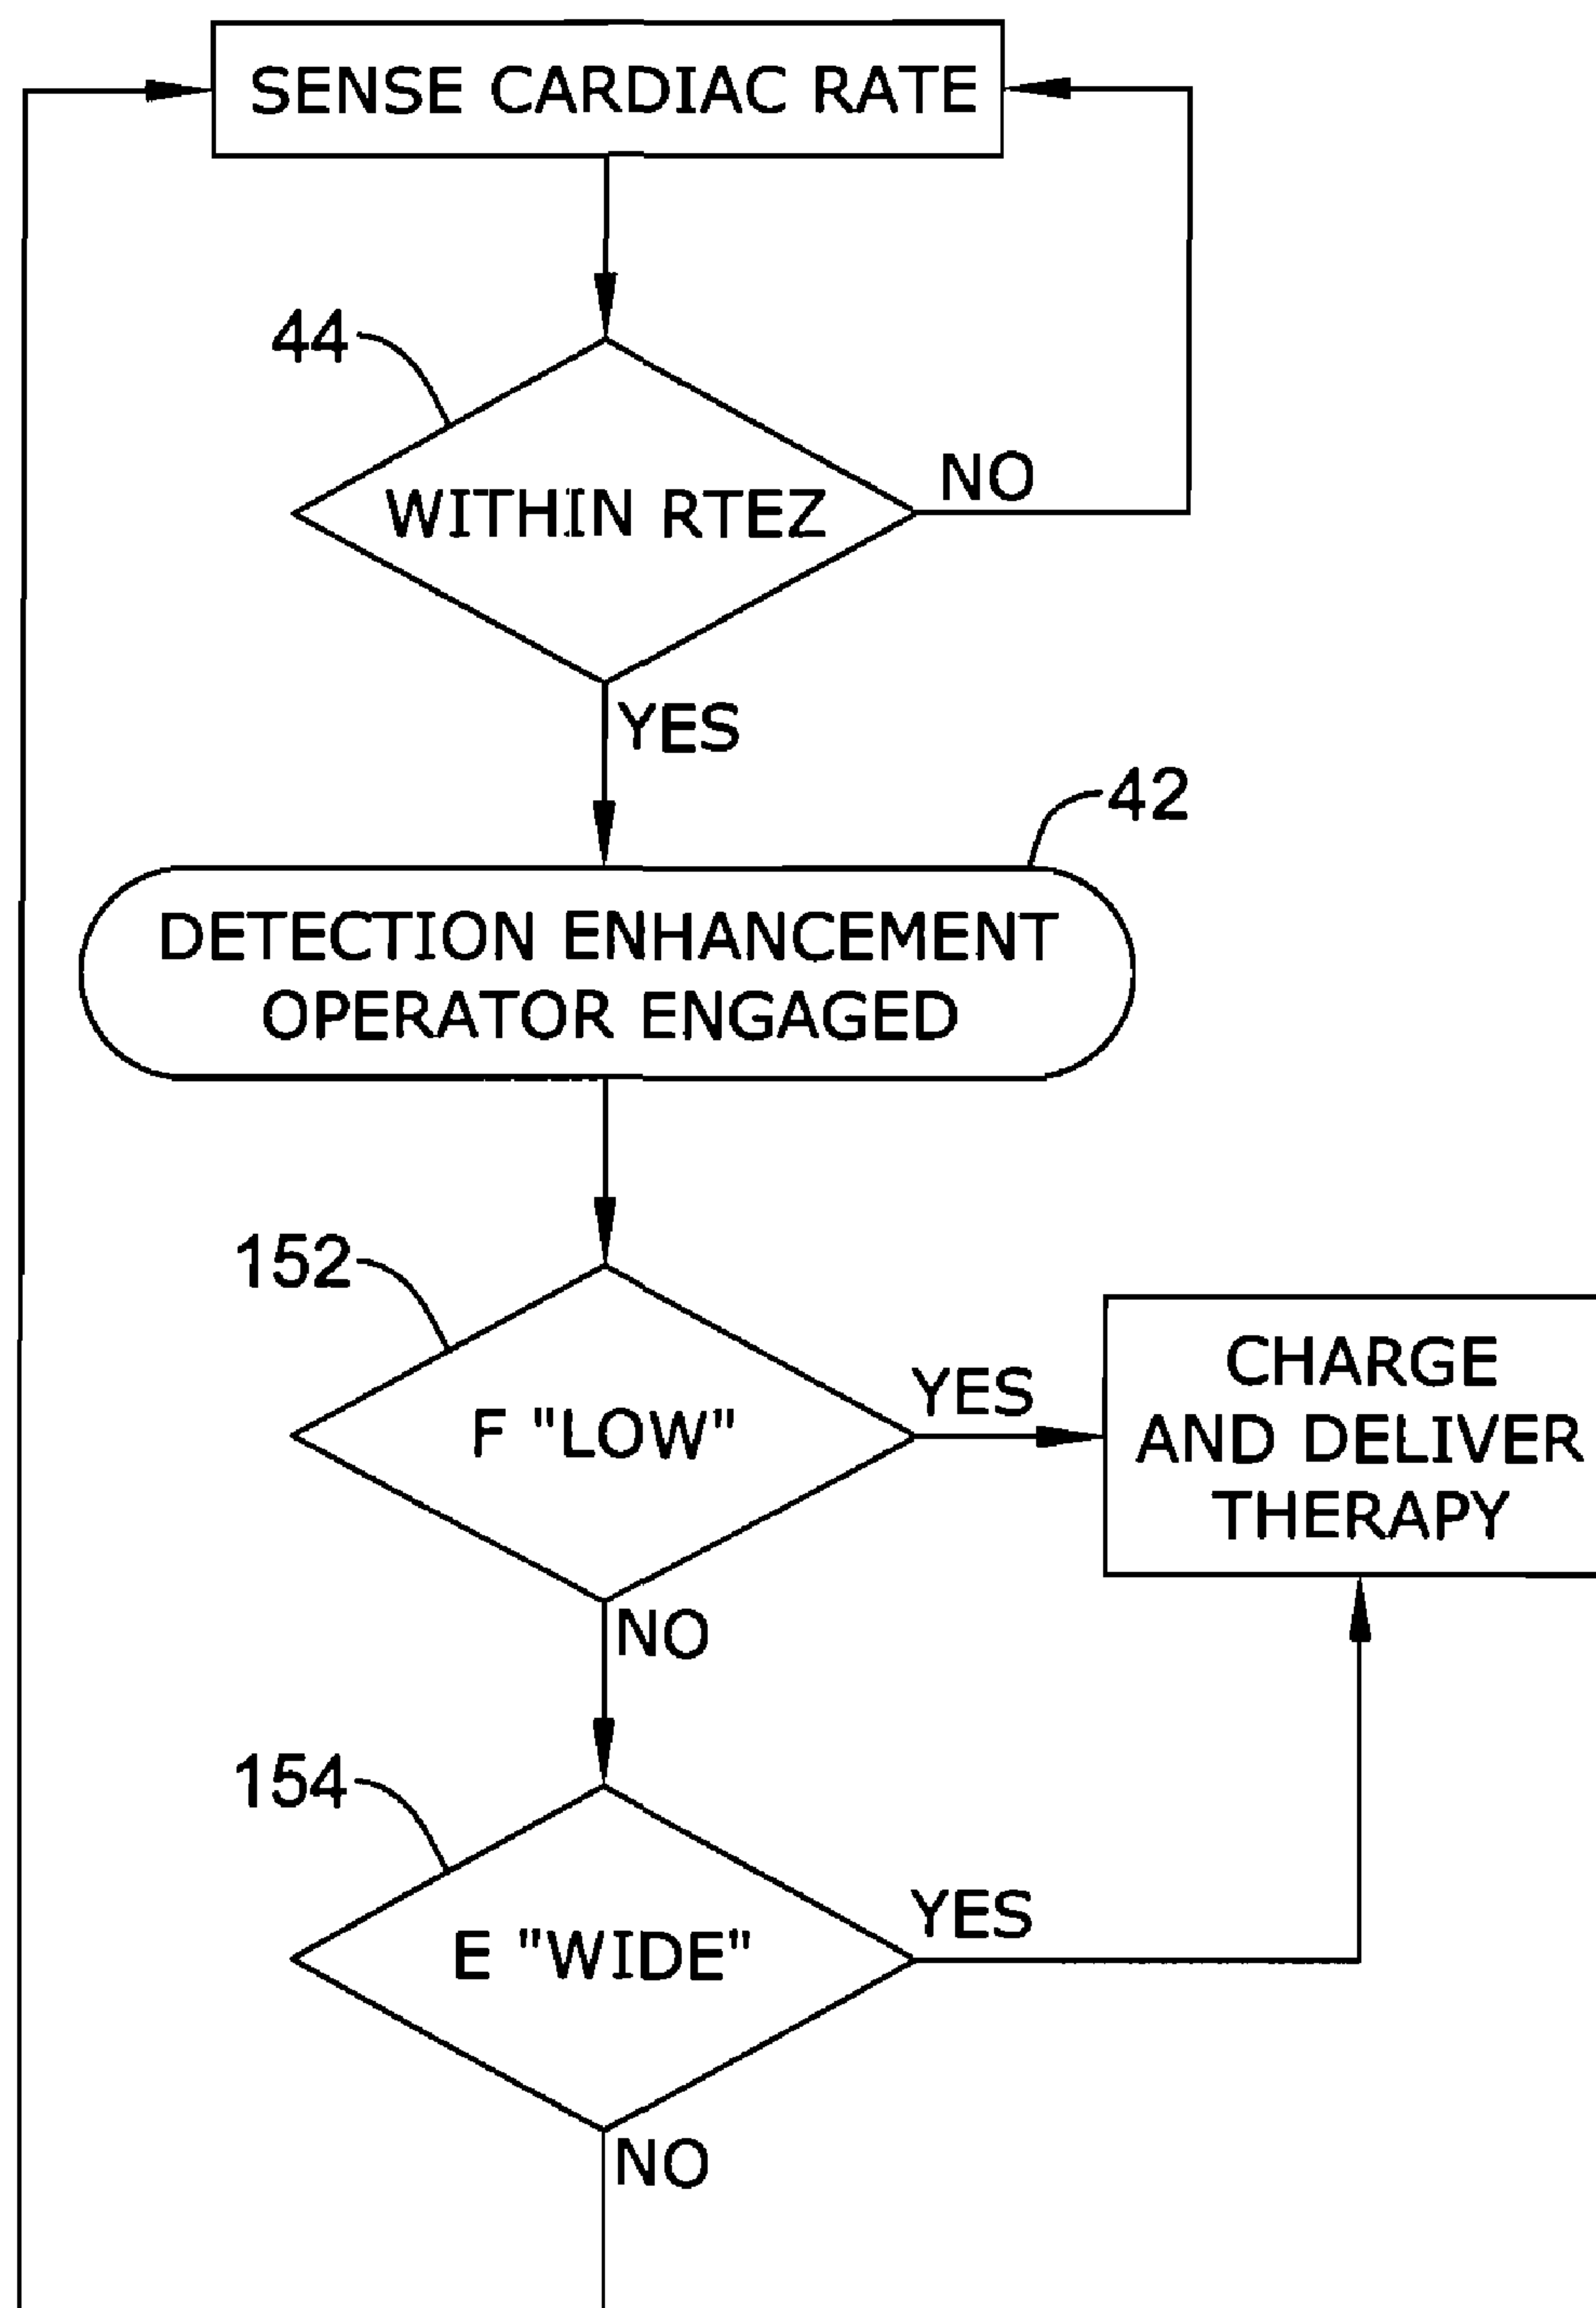 SENSE CARDIAC RATE
44
WITHIN RTEZ
NO
YES
42
DETECTION ENHANCEMENT
OPERATOR ENGAGED
152
F "LOW"
YES
CHARGE
AND DELIVER
THERAPY
NO
154
E "WIDE"
YES
NO